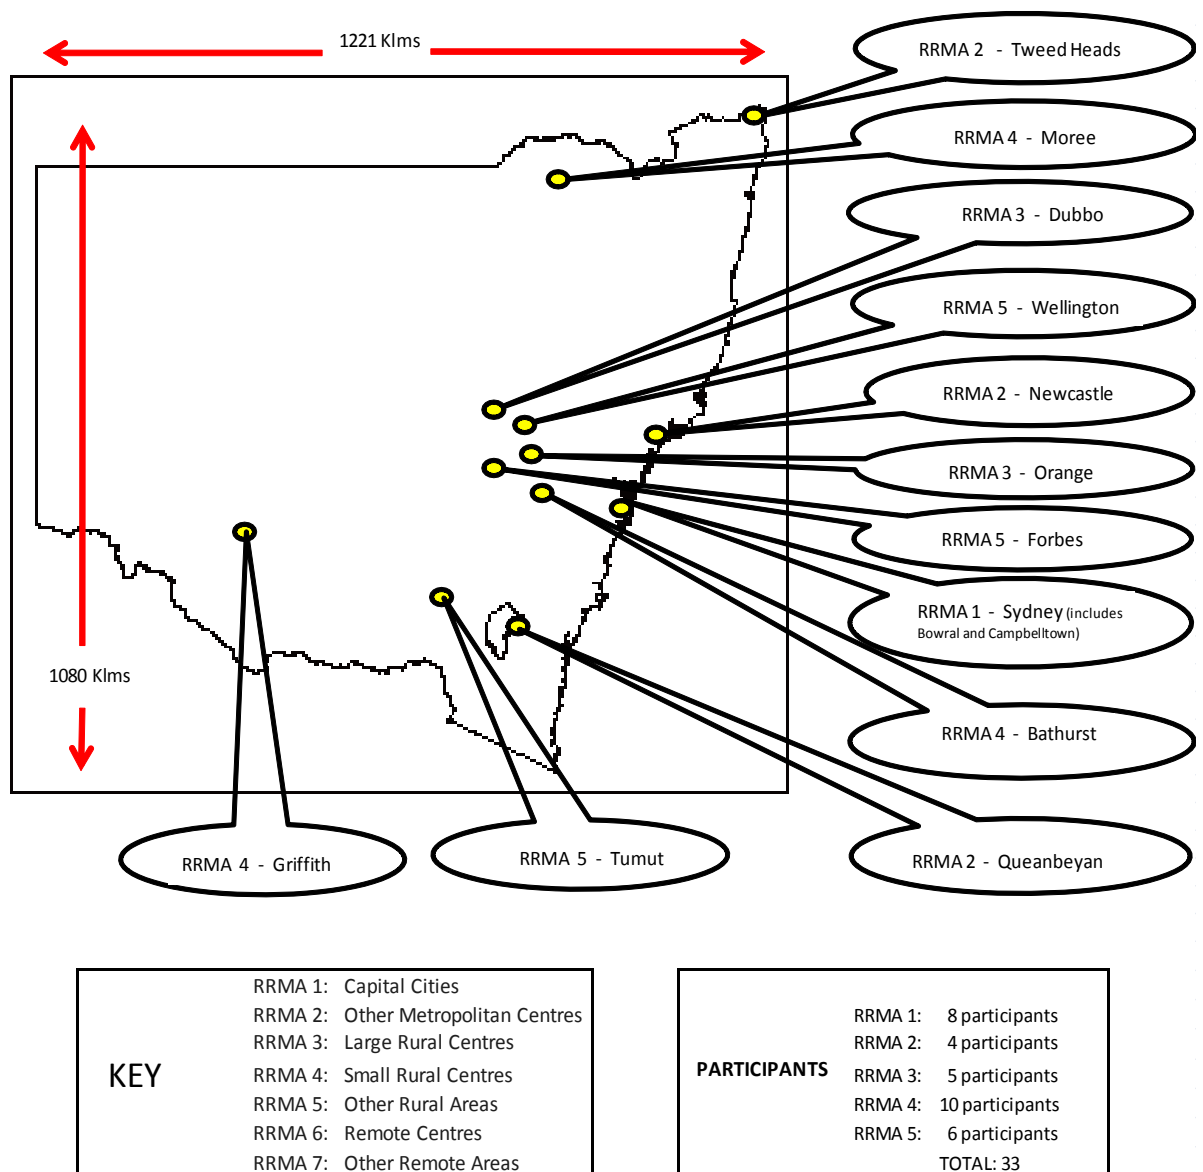 1221 Klms
RRMA 2 - Tweed Heads
RRMA 4 - Moree
RRMA 3 - Dubbo
RRMA 5 - Wellington
RRMA 2 - Newcastle
RRMA 3 - Orange
RRMA 5 - Forbes
RRMA 1 - Sydney (includes
Bowral and Campbelltown)
1080 Klms
RRMA 4 - Bathurst
RRMA 4 - Griffith
RRMA 5 - Tumut
RRMA 2 - Queanbeyan
KEY
RRMA 1: Capital Cities
RRMA 2: Other Metropolitan Centres
RRMA 3: Large Rural Centres
RRMA 4: Small Rural Centres
RRMA 5: Other Rural Areas
RRMA 6: Remote Centres
RRMA 7: Other Remote Areas
PARTICIPANTS
RRMA 1: 8 participants
RRMA 2: 4 participants
RRMA 3: 5 participants
RRMA 4: 10 participants
RRMA 5: 6 participants
TOTAL: 33